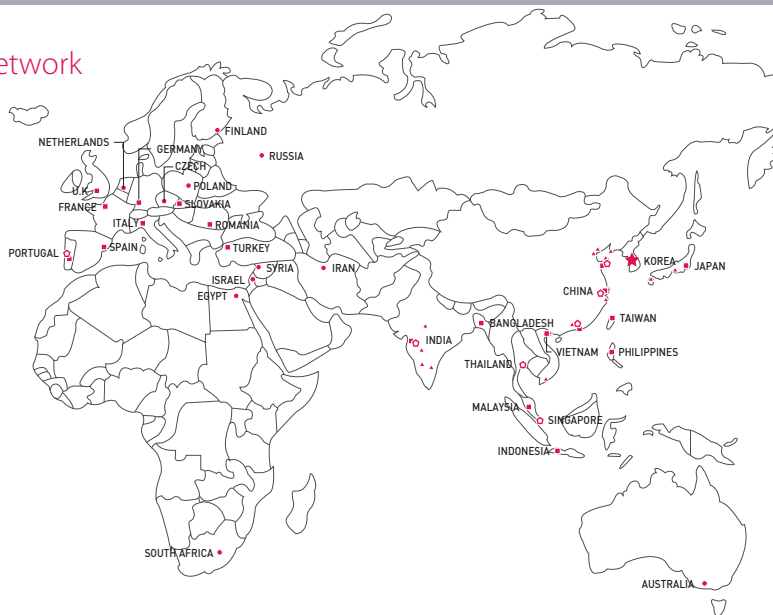 etwork
FINLAND
NETHERLANDS
GERMANY
RUSSIA
CZECH
POLAND
U.K
SLOVAKIA
FRANCE
ITALY
ROMANIA
PORTUGAL
SPAIN
TURKEY
KOREA
SYRIA
IRAN
JAPAN
ISRAEL
CHINA
EGYPT
TAIWAN
BANGLADESH
INDIA
VIETNAM
PHILIPPINES
THAILAND
MALAYSIA
SINGAPORE
INDONESIA
SOUTH AFRICA
AUSTRALIA